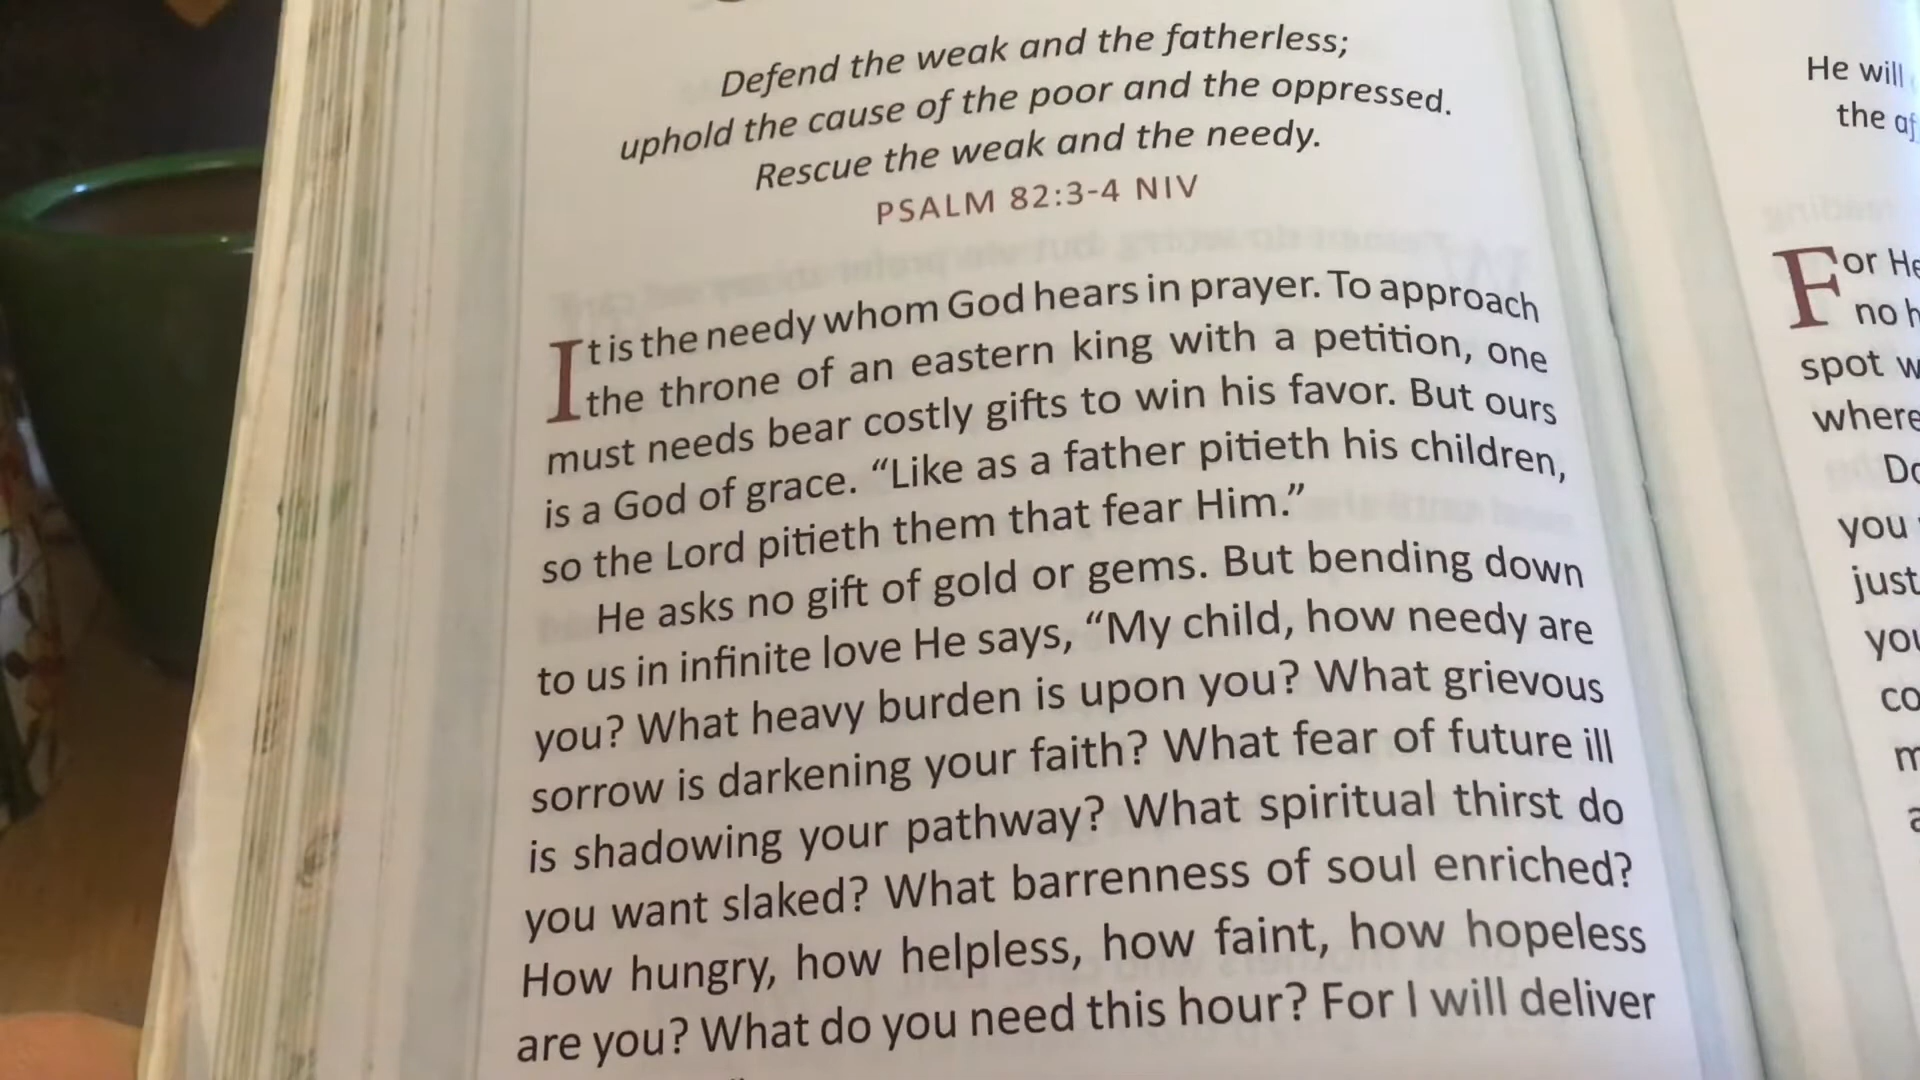 Defend the weak and the fatherless;
uphold the cause of the poor and the oppressed.
Rescue the weak and the needy.
PSALM 82:3-4 NIV
It is the needy whom God hears in prayer. To approach
the throne of an eastern king with a petition, one
must needs bear costly gifts to win his favor. But ours
is a God of grace. “Like as a father pitieth his children,
so the Lord pitieth them that fear Him.”
He asks no gift of gold or gems. But bending down
to us in infinite love He says, “My child, how needy are
you? What heavy burden is upon you? What grievous
sorrow is darkening your faith? What fear of future ill
is shadowing your pathway? What spiritual thirst do
you want slaked? What barrenness of soul enriched?
How hungry, how helpless, how faint, how hopeless
are you? What do you need this hour? For I will deliver
He will
the
For
no
spot
where
you
just